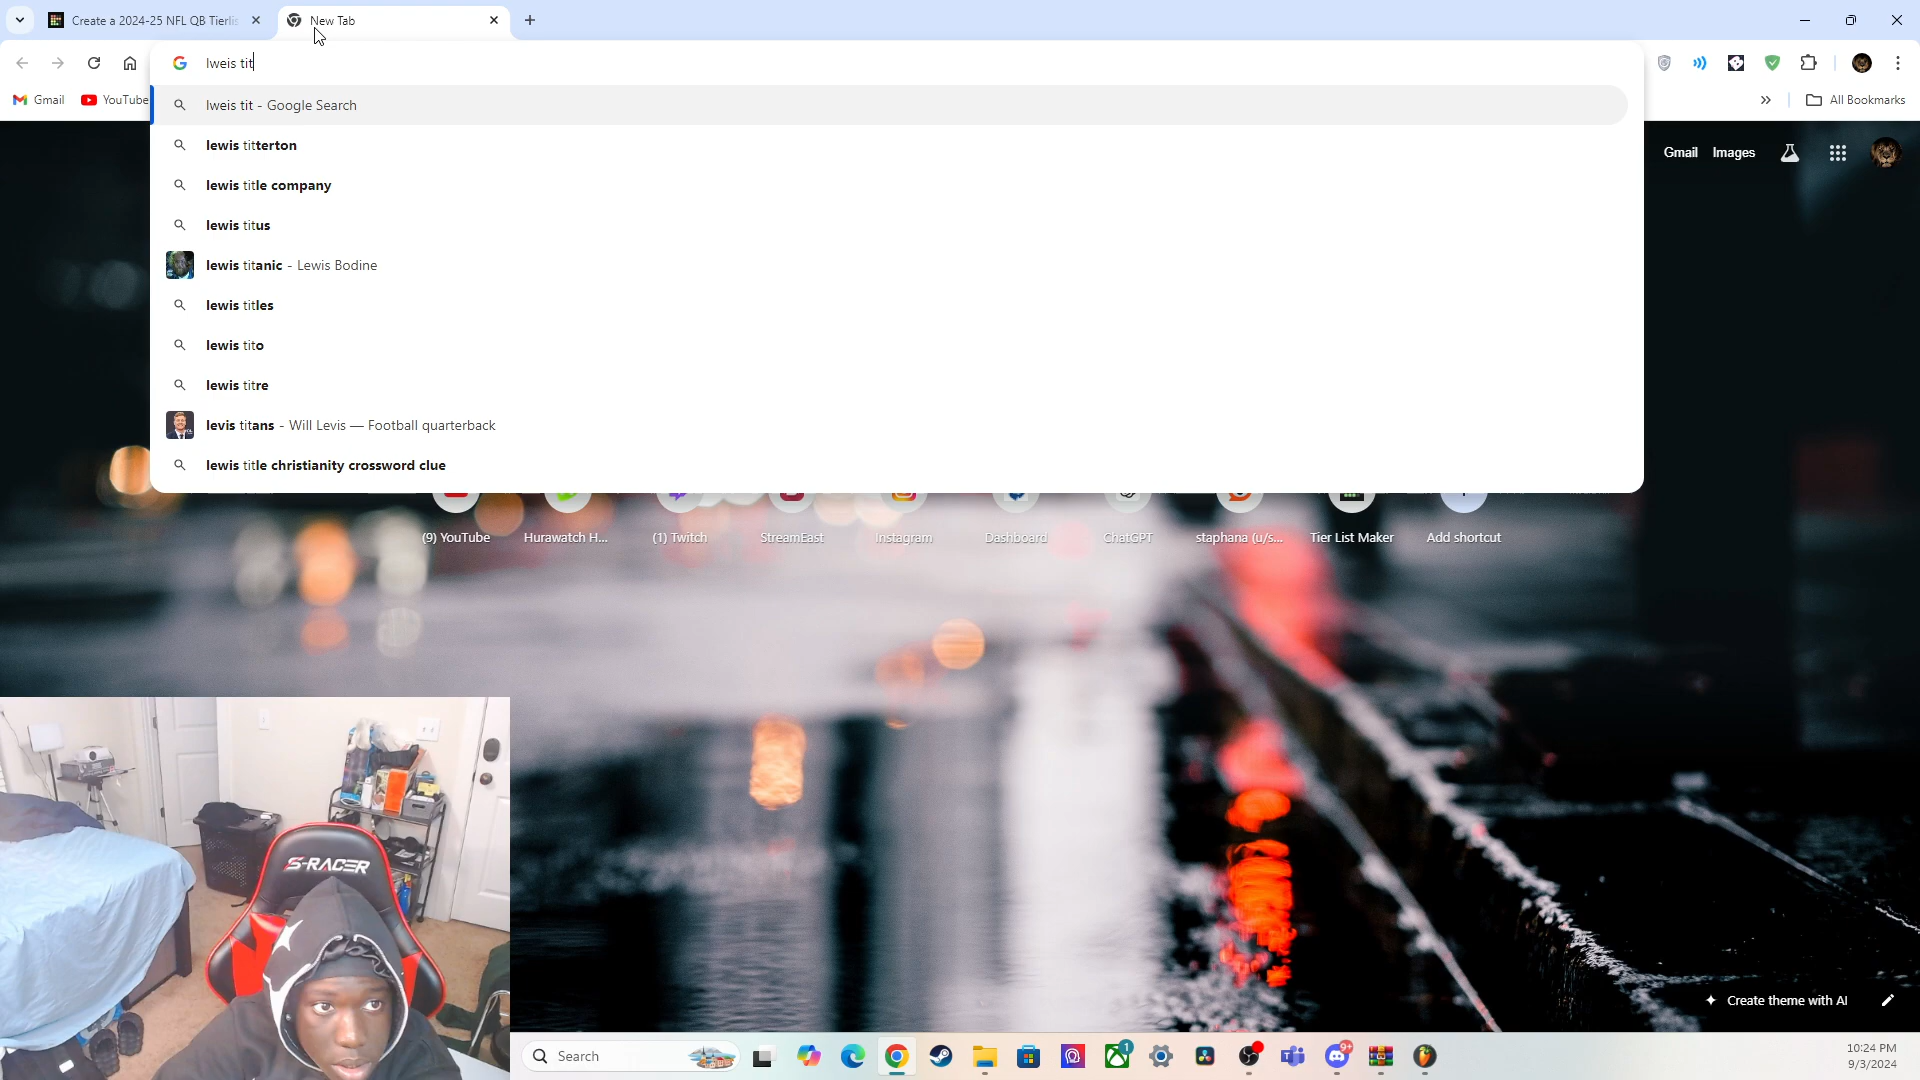 Create a 2024-25 NFL QB Tierlis
New Tab
lweis tit
Gmail
YouTube
All Bookmarks
lweis tit - Google Search
lewis titterton
lewis title company
lewis titus
lewis titanic - Lewis Bodine
lewis titles
lewis tito
lewis titre
levis titans - Will Levis — Football quarterback
lewis title christianity crossword clue
Gmail Images
(9) YouTube
Hurawatch H...
(1) Twitch
StreamEast
Instagram
Dashboard
ChatGPT
staphana (u/s...
Tier List Maker
Add shortcut
S-RACER
Create theme with AI
Search
1
9+
10:24 PM
9/3/2024